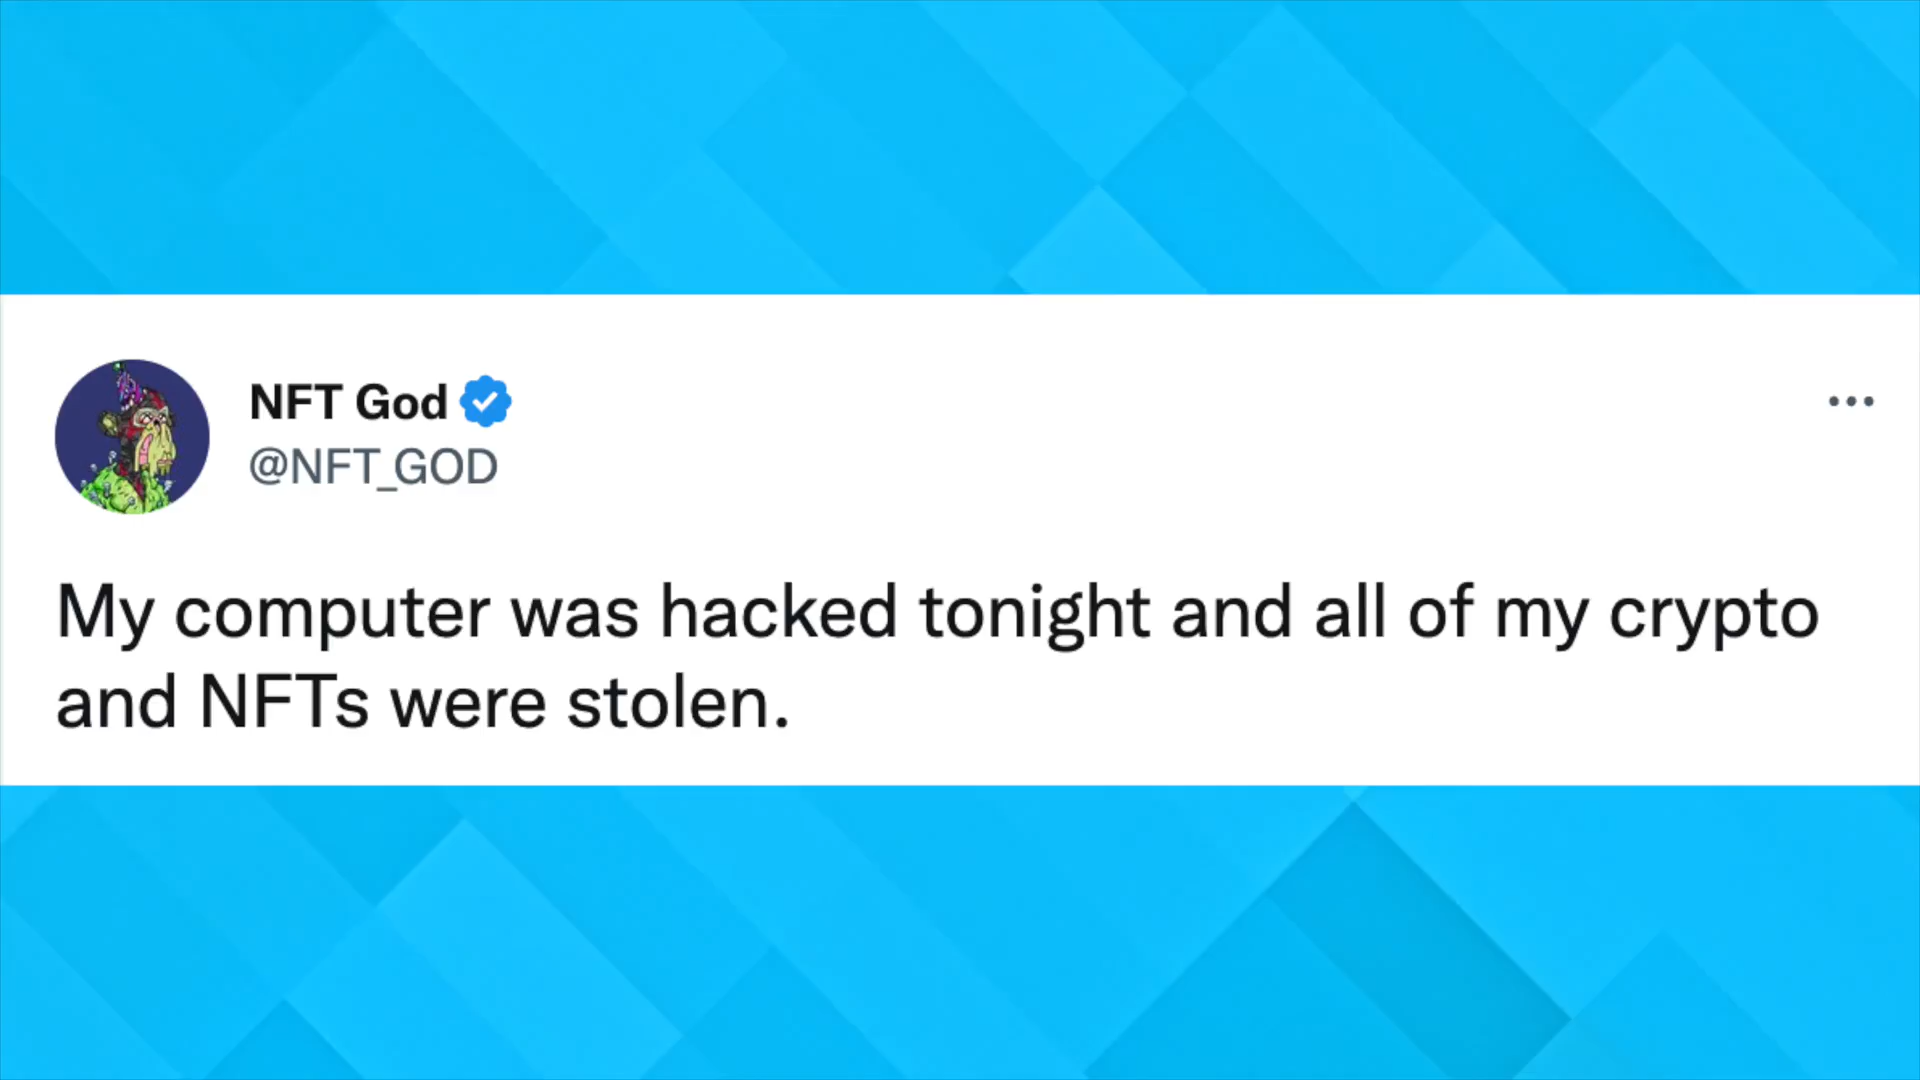 NFT God
@NFT_GOD
My computer was hacked tonight and all of my crypto
and NFTs were stolen.